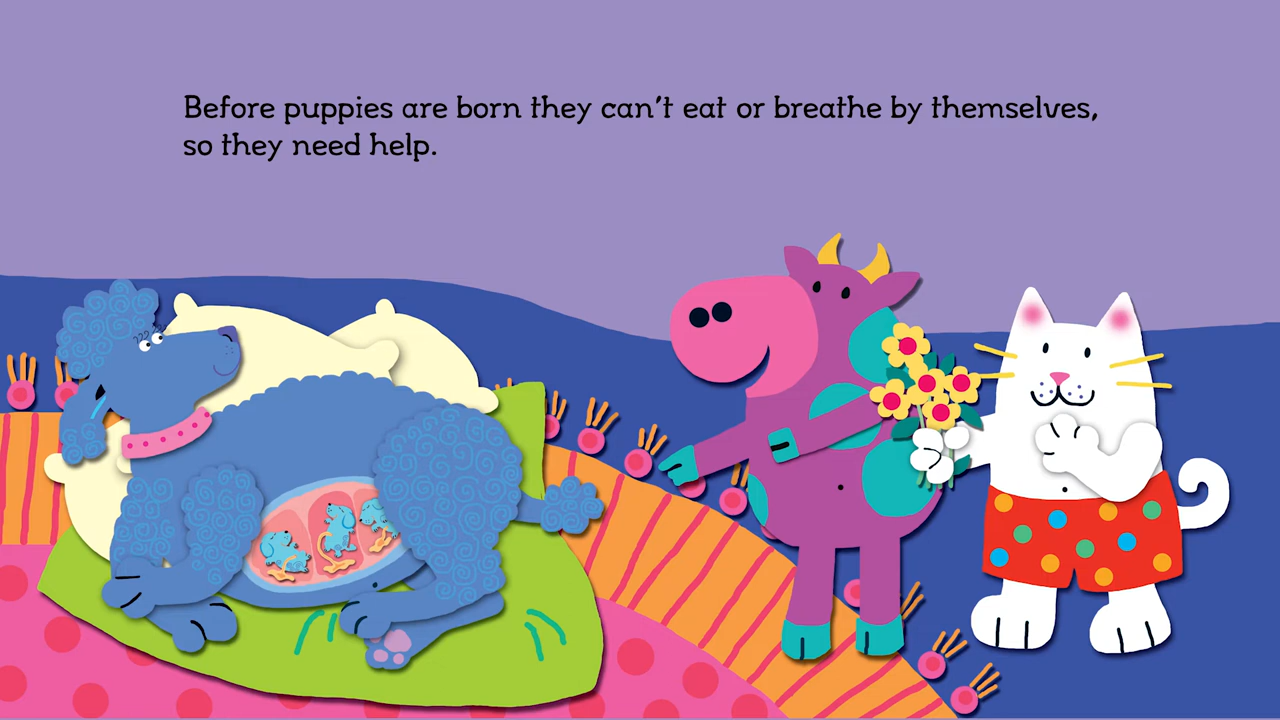 Before puppies are born they can't eat or breathe by themselves,
so they need help.